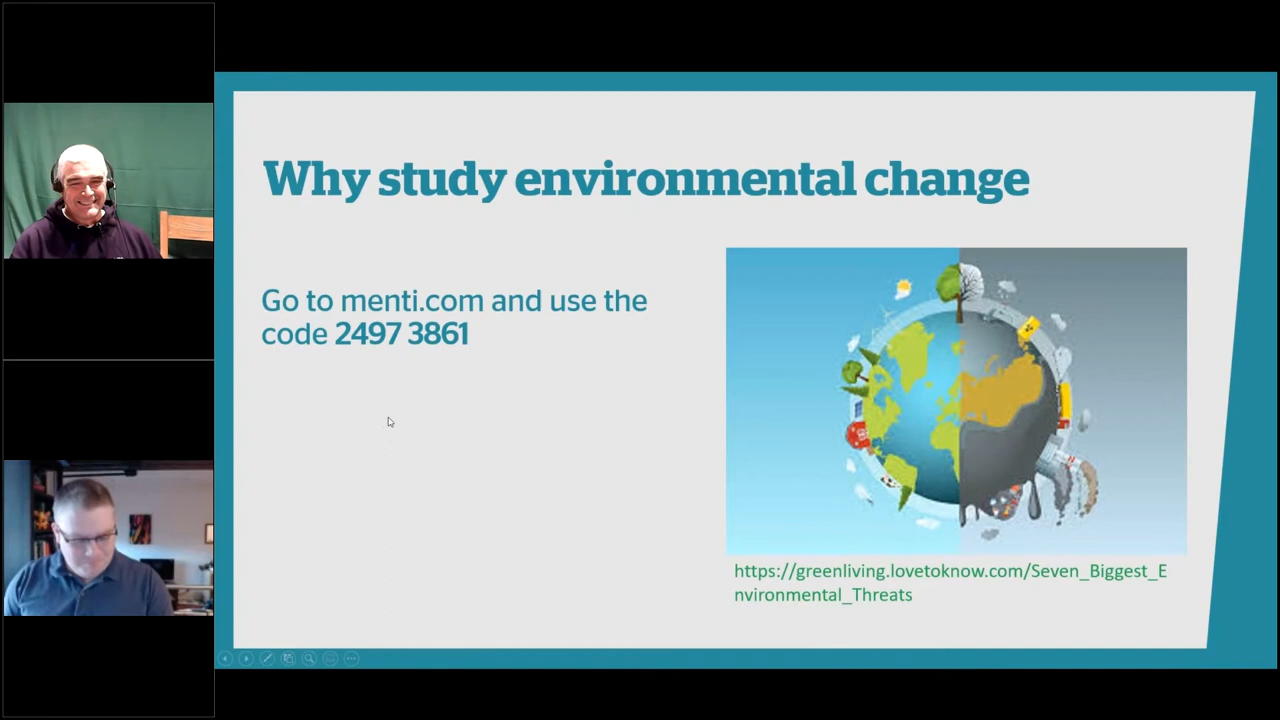 Why study environmental change
Go to menti.com and use the
code 2497 3861
https://greenliving.lovetoknow.com/Seven_Biggest_E
nvironmental_Threats